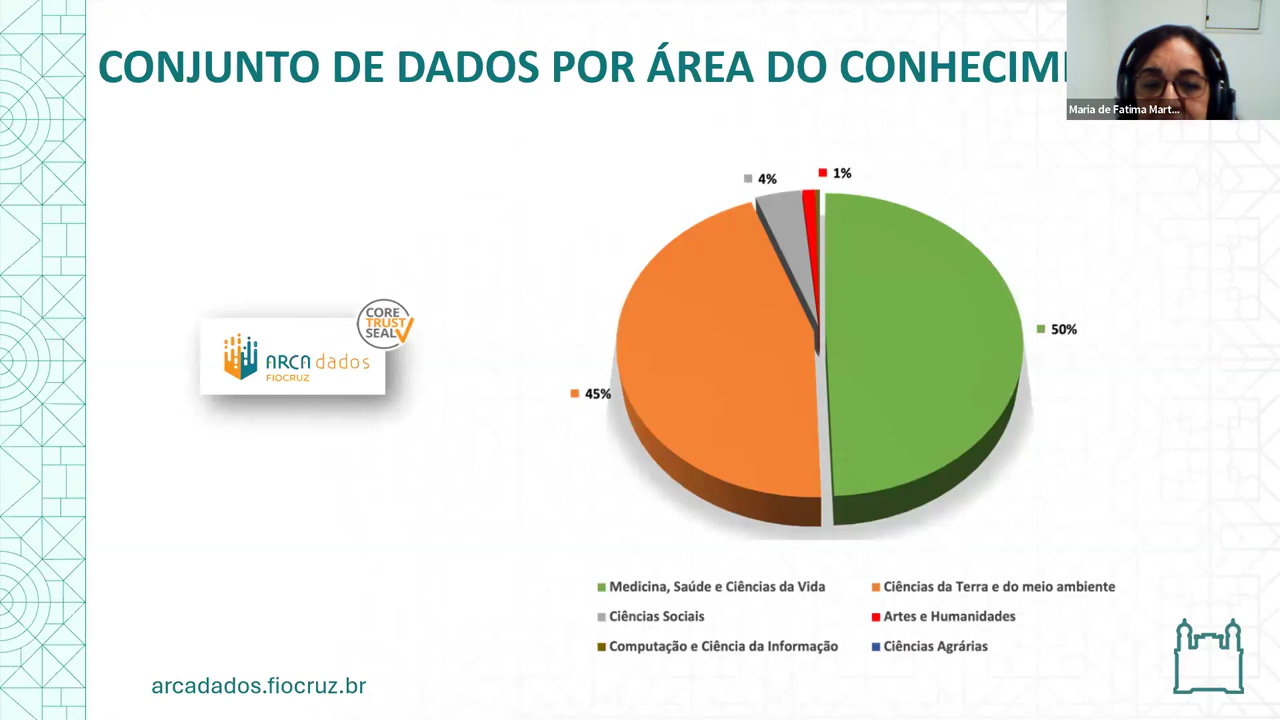 CONJUNTO DE DADOS POR ÁREA DO CONHECIM
Maria de Fatima Mart...
4%
1%
50%
45%
CORE
TRUST
SEAL
ARCA dados
FIOCRUZ
Medicina, Saúde e Ciências da Vida
Ciências da Terra e do meio ambiente
Ciências Sociais
Artes e Humanidades
Computação e Ciência da Informação
Ciências Agrárias
arcadados.fiocruz.br